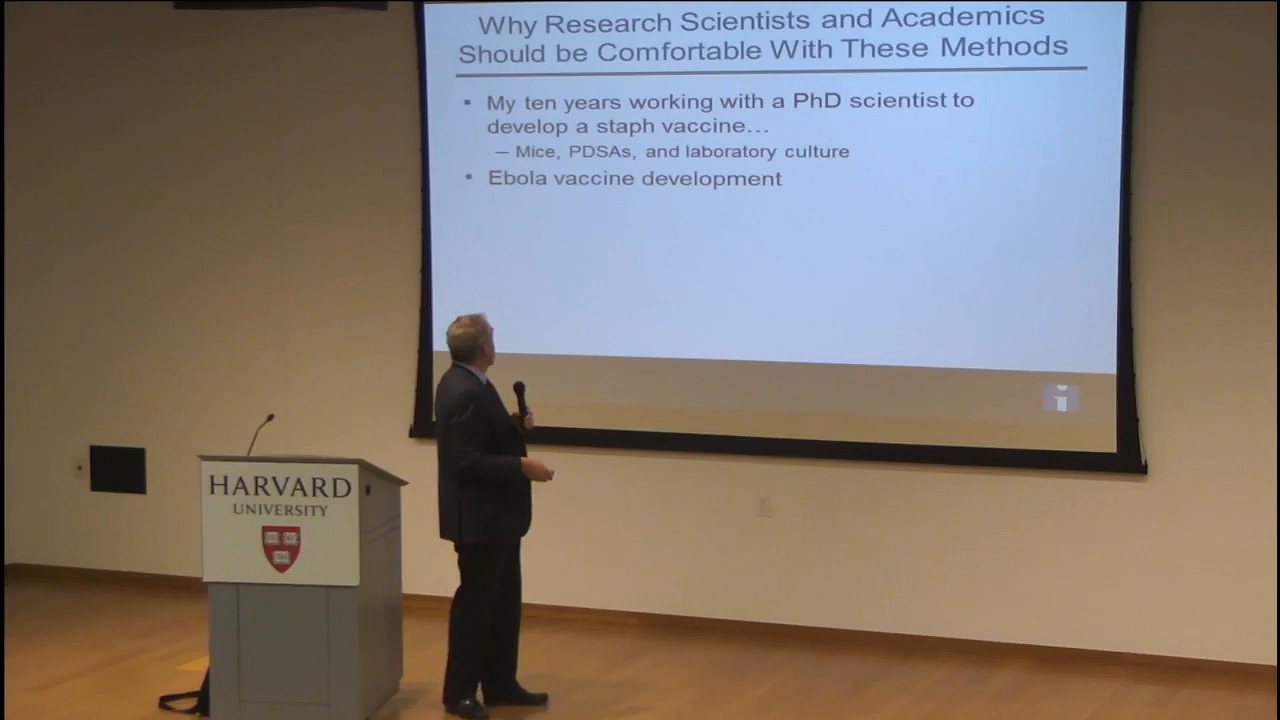 Why Research Scientists and Academics
Should be Comfortable With These Methods
▪ My ten years working with a PhD scientist to
develop a staph vaccine…
– Mice, PDSAs, and laboratory culture
• Ebola vaccine development
HARVARD
UNIVERSITY